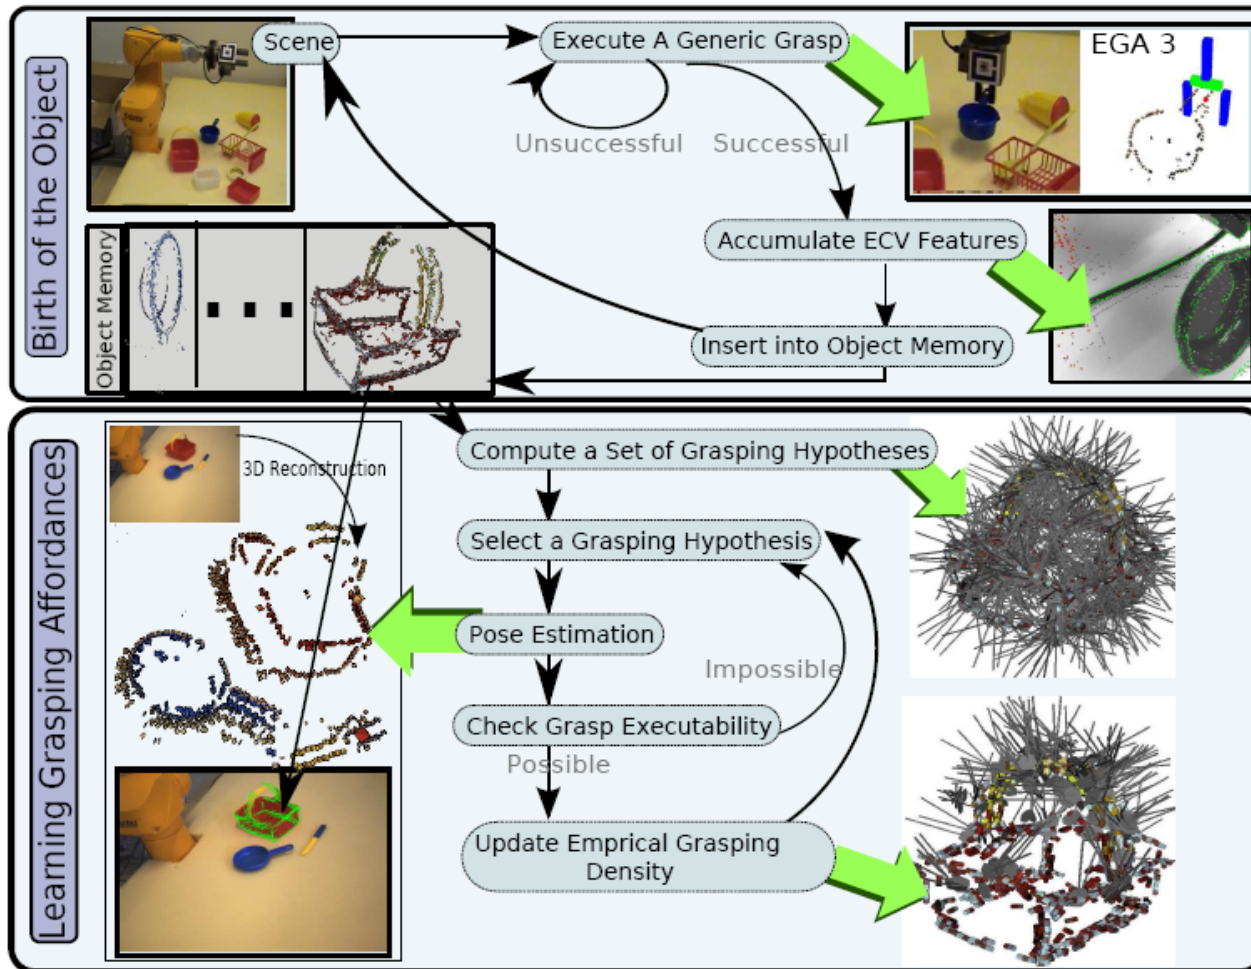 Birth of the Object
Scene
Execute A Generic Grasp
EGA 3
Unsuccessful
Successful
Accumulate ECV Features
Object Memory
Insert into Object Memory
Learning Grasping Affordances
3D Reconstruction
Compute a Set of Grasping Hypotheses
Select a Grasping Hypothesis
Pose Estimation
Impossible
Check Grasp Executability
Possible
Update Emprical Grasping
Density